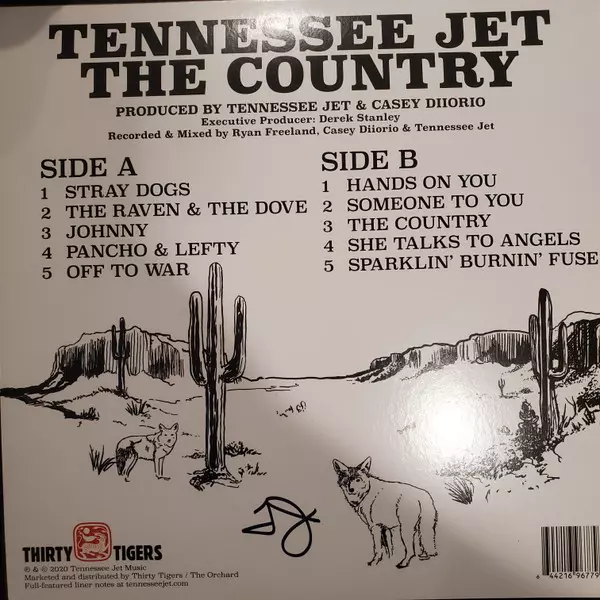 TENNESSEE JET
THE COUNTRY
PRODUCED BY TENNESSEE JET & CASEY DIIORIO
Executive Producer: Derek Stanley
Recorded & Mixed by Ryan Freeland, Casey Diiorio & Tennessee Jet
SIDE A
1 STRAY DOGS
2 THE RAVEN & THE DOVE
3 JOHNNY
4 PANCHO & LEFTY
5 OFF TO WAR
SIDE B
1 HANDS ON YOU
2 SOMEONE TO YOU
3 THE COUNTRY
4 SHE TALKS TO ANGELS
5 SPARKLIN' BURNIN' FUSE
TJ
THIRTY TIGERS
℗ & © 2020 Tennessee Jet Music
Marketed and distributed by Thirty Tigers / The Orchard
Full-featured liner notes at tennesseejet.com
44216 96779